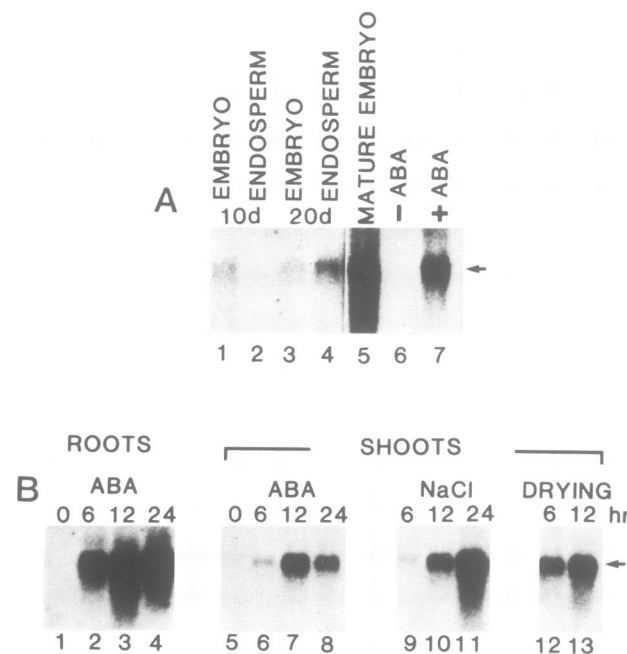 EMBRYO ENDOSPERM EMBRYO ENDOSPERM MATURE EMBRYO − ABA + ABA
A
10d 20d
1 2 3 4 5 6 7
ROOTS SHOOTS
B ABA ABA NaCl DRYING
0 6 12 24 0 6 12 24 6 12 24 6 12 hr
1 2 3 4 5 6 7 8 9 10 11 12 13